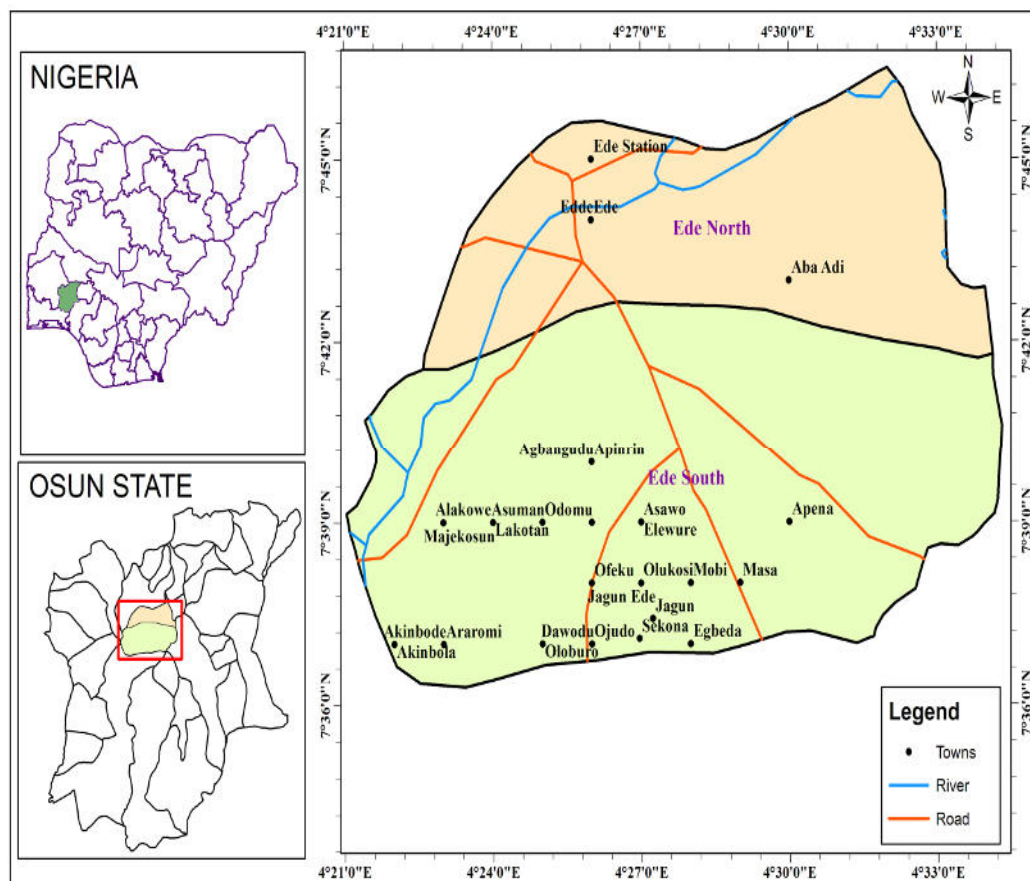 NIGERIA
OSUN STATE
4°21'0"E 4°24'0"E 4°27'0"E 4°30'0"E 4°33'0"E
N
W E
S
7°45'0"N
7°42'0"N
7°39'0"N
7°36'0"N
Ede Station
EddeEde
Ede North
Aba Adi
AgbanguduApinrin
Ede South
AlakoweAsumanOdomu
Majekosun Lakotan
Asawo
Elewure
Apena
Ofeku OlukosiMobi Masa
Jagun Ede
Jagun
Sekona
AkinbodeAraromi
Akinbola
DawoduOjudo
Oloburo
Egbeda
7°45'0"N
7°42'0"N
7°39'0"N
7°36'0"N
Legend
Towns
River
Road
4°21'0"E 4°24'0"E 4°27'0"E 4°30'0"E 4°33'0"E